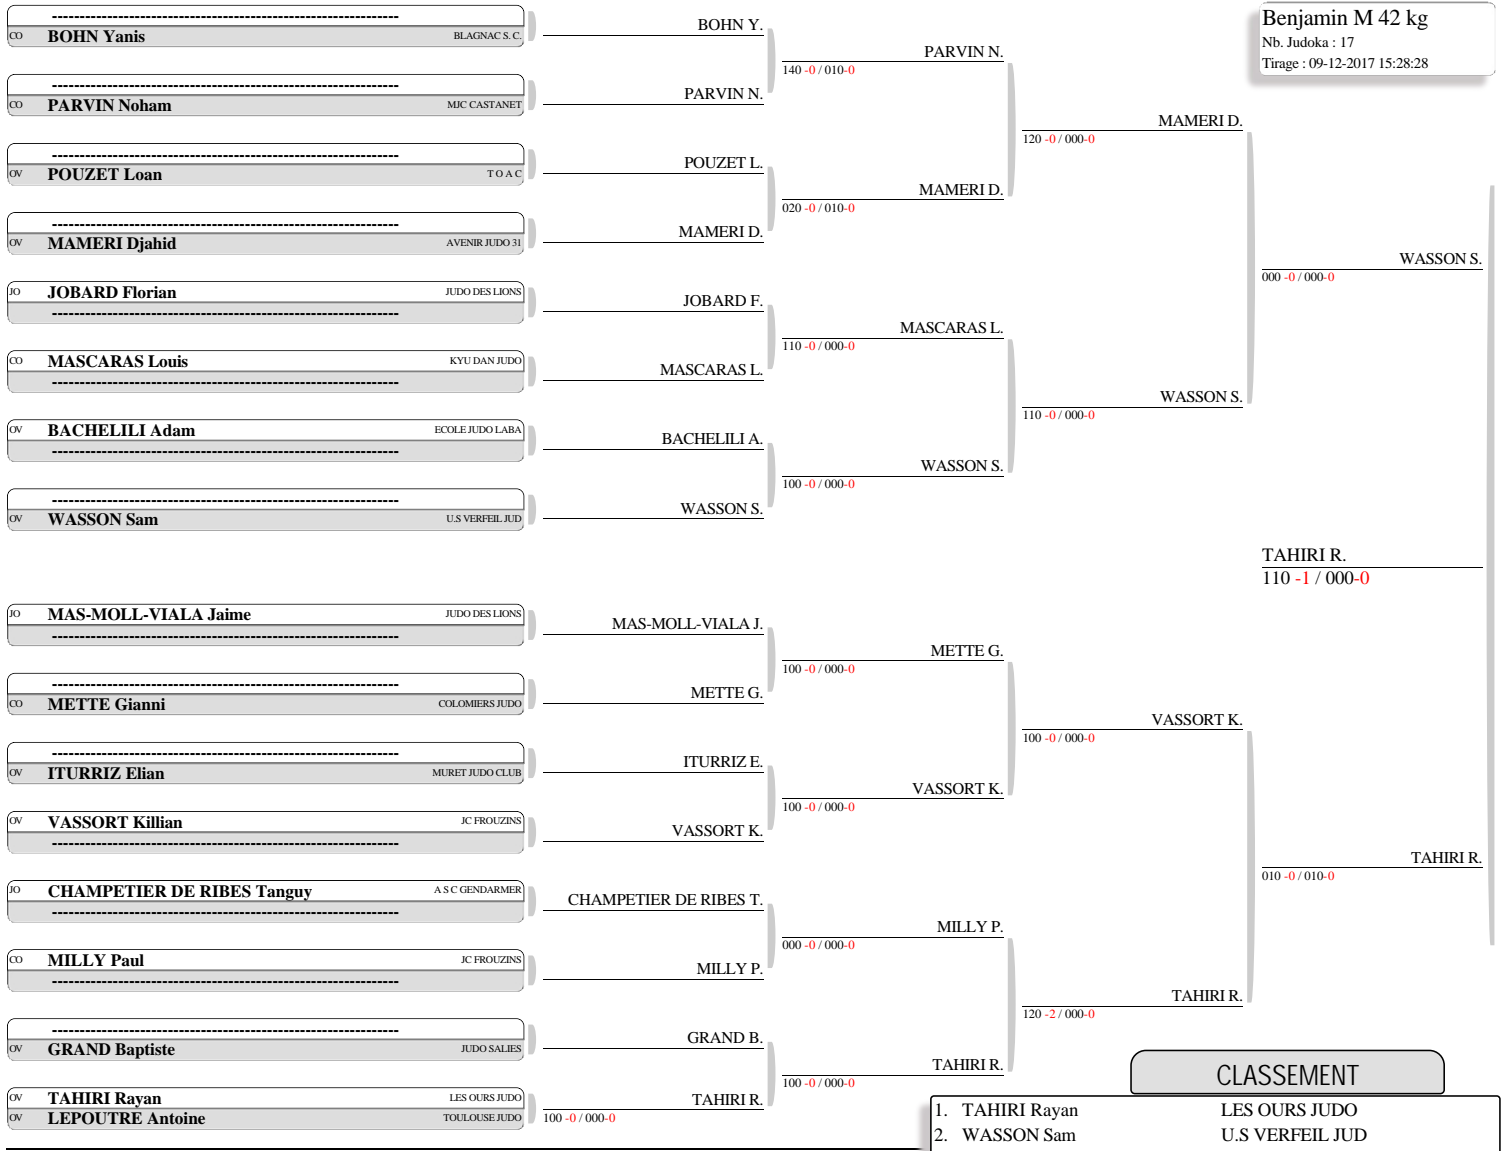 Benjamin M 42 kg
Nb. Judoka : 17
Tirage : 09-12-2017 15:28:28
----------------------------------------------------------------------------
CO BOHN Yanis BLAGNAC S. C.
----------------------------------------------------------------------------
CO PARVIN Noham MJC CASTANET
----------------------------------------------------------------------------
OV POUZET Loan T O A C
----------------------------------------------------------------------------
OV MAMERI Djahid AVENIR JUDO 31
JO JOBARD Florian JUDO DES LIONS
----------------------------------------------------------------------------
CO MASCARAS Louis KYU DAN JUDO
----------------------------------------------------------------------------
OV BACHELILI Adam ECOLE JUDO LABA
----------------------------------------------------------------------------
----------------------------------------------------------------------------
OV WASSON Sam U.S VERFEIL JUD
JO MAS-MOLL-VIALA Jaime JUDO DES LIONS
----------------------------------------------------------------------------
----------------------------------------------------------------------------
CO METTE Gianni COLOMIERS JUDO
----------------------------------------------------------------------------
OV ITURRIZ Elian MURET JUDO CLUB
OV VASSORT Killian JC FROUZINS
----------------------------------------------------------------------------
JO CHAMPETIER DE RIBES Tanguy A S C GENDARMER
----------------------------------------------------------------------------
CO MILLY Paul JC FROUZINS
----------------------------------------------------------------------------
----------------------------------------------------------------------------
OV GRAND Baptiste JUDO SALIES
OV TAHIRI Rayan LES OURS JUDO
OV LEPOUTRE Antoine TOULOUSE JUDO
BOHN Y.
PARVIN N.
POUZET L.
MAMERI D.
JOBARD F.
MASCARAS L.
BACHELILI A.
WASSON S.
MAS-MOLL-VIALA J.
METTE G.
ITURRIZ E.
VASSORT K.
CHAMPETIER DE RIBES T.
MILLY P.
GRAND B.
TAHIRI R.
100 -0 / 000-0
PARVIN N.
140 -0 / 010-0
MAMERI D.
020 -0 / 010-0
MASCARAS L.
110 -0 / 000-0
WASSON S.
100 -0 / 000-0
METTE G.
100 -0 / 000-0
VASSORT K.
100 -0 / 000-0
MILLY P.
000 -0 / 000-0
TAHIRI R.
100 -0 / 000-0
MAMERI D.
120 -0 / 000-0
WASSON S.
110 -0 / 000-0
VASSORT K.
100 -0 / 000-0
TAHIRI R.
120 -2 / 000-0
WASSON S.
000 -0 / 000-0
TAHIRI R.
010 -0 / 010-0
TAHIRI R.
110 -1 / 000-0
CLASSEMENT
1. TAHIRI Rayan LES OURS JUDO
2. WASSON Sam U.S VERFEIL JUD